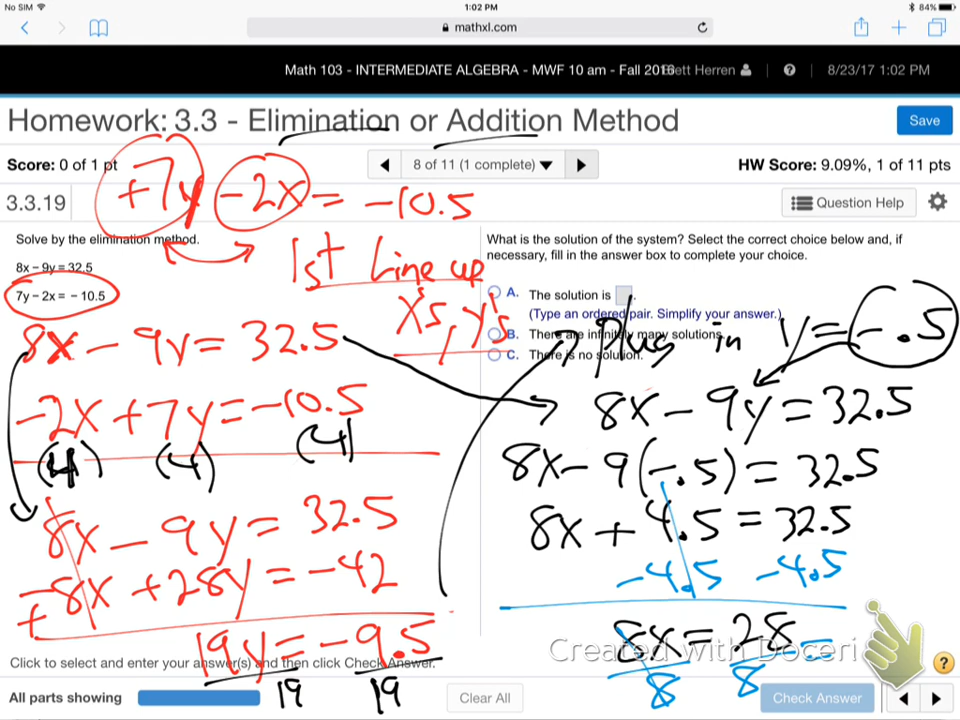 No SIM
1:02 PM
84%
mathxl.com
Math 103 - INTERMEDIATE ALGEBRA - MWF 10 am - Fall 2016
Herren
8/23/17 1:02 PM
Homework: 3.3 - Elimination or Addition Method
Save
Score: 0 of 1 pt
8 of 11 (1 complete)
HW Score: 9.09%, 1 of 11 pts
+7y -2x = -10.5
3.3.19
Question Help
Solve by the elimination method.
8x - 9y = 32.5
7y - 2x = - 10.5
1st Line up
x's, y's
What is the solution of the system? Select the correct choice below and, if
necessary, fill in the answer box to complete your choice.
A. The solution is
(Type an ordered pair. Simplify your answer.)
B. There are infinitely many solutions.
C. There is no solution.
8x - 9y = 32.5
-2x + 7y = -10.5
(4) (4) (4)
8x - 9y = 32.5
+ -8x + 28y = -42
19y = -9.5
19 19
Plug in y = -.5
8x - 9y = 32.5
8x - 9(-.5) = 32.5
8x + 4.5 = 32.5
-4.5 -4.5
8x = 28 =
8 8
Created with Doceri
Click to select and enter your answer(s) and then click Check Answer.
?
All parts showing
Clear All
Check Answer